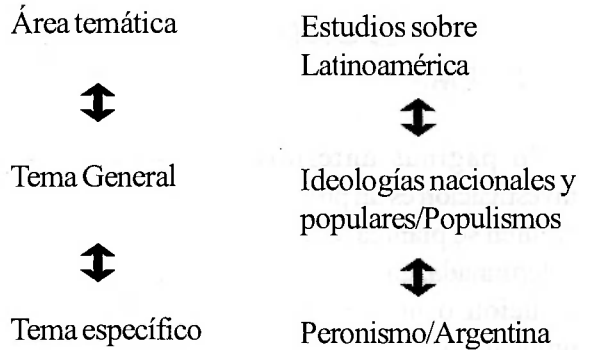 Área temática
Estudios sobre
Latinoamérica
Tema General
Ideologías nacionales y
populares/Populismos
Tema específico
Peronismo/Argentina